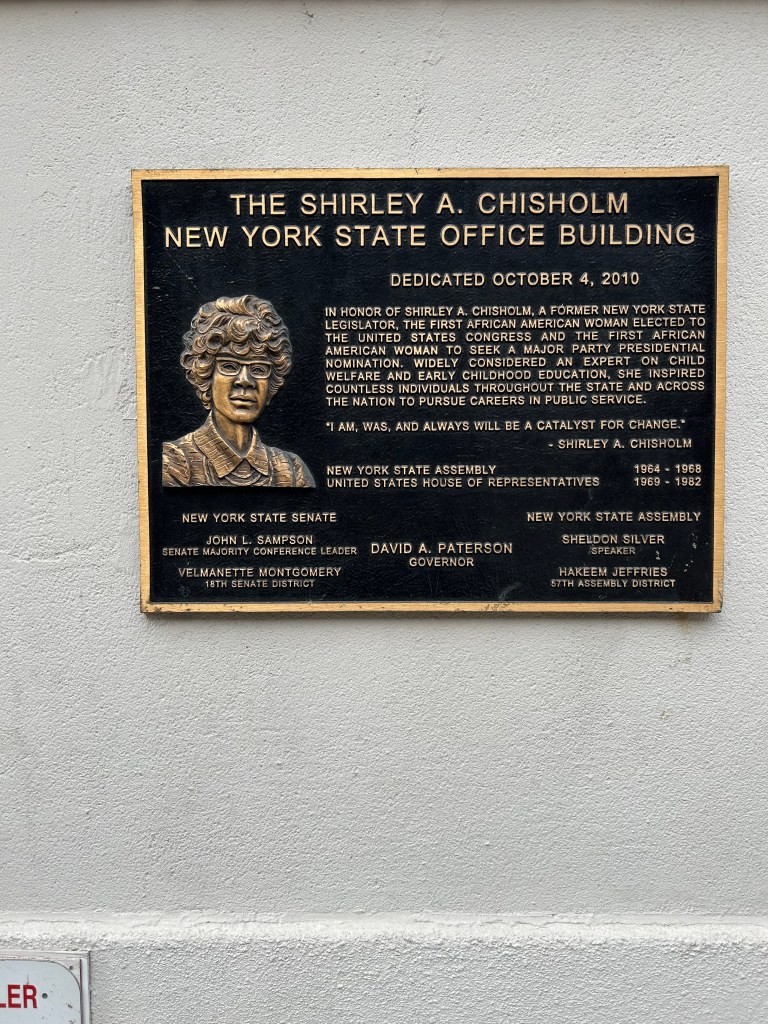 THE SHIRLEY A. CHISHOLM
NEW YORK STATE OFFICE BUILDING
DEDICATED OCTOBER 4, 2010
IN HONOR OF SHIRLEY A. CHISHOLM, A FORMER NEW YORK STATE
LEGISLATOR, THE FIRST AFRICAN AMERICAN WOMAN ELECTED TO
THE UNITED STATES CONGRESS AND THE FIRST AFRICAN
AMERICAN WOMAN TO SEEK A MAJOR PARTY PRESIDENTIAL
NOMINATION. WIDELY CONSIDERED AN EXPERT ON CHILD
WELFARE AND EARLY CHILDHOOD EDUCATION, SHE INSPIRED
COUNTLESS INDIVIDUALS THROUGHOUT THE STATE AND ACROSS
THE NATION TO PURSUE CAREERS IN PUBLIC SERVICE.
"I AM, WAS, AND ALWAYS WILL BE A CATALYST FOR CHANGE."
- SHIRLEY A. CHISHOLM
NEW YORK STATE ASSEMBLY 1964 - 1968
UNITED STATES HOUSE OF REPRESENTATIVES 1969 - 1982
NEW YORK STATE SENATE
JOHN L. SAMPSON
SENATE MAJORITY CONFERENCE LEADER
VELMANETTE MONTGOMERY
18TH SENATE DISTRICT
DAVID A. PATERSON
GOVERNOR
NEW YORK STATE ASSEMBLY
SHELDON SILVER
SPEAKER
HAKEEM JEFFRIES
57TH ASSEMBLY DISTRICT
LER